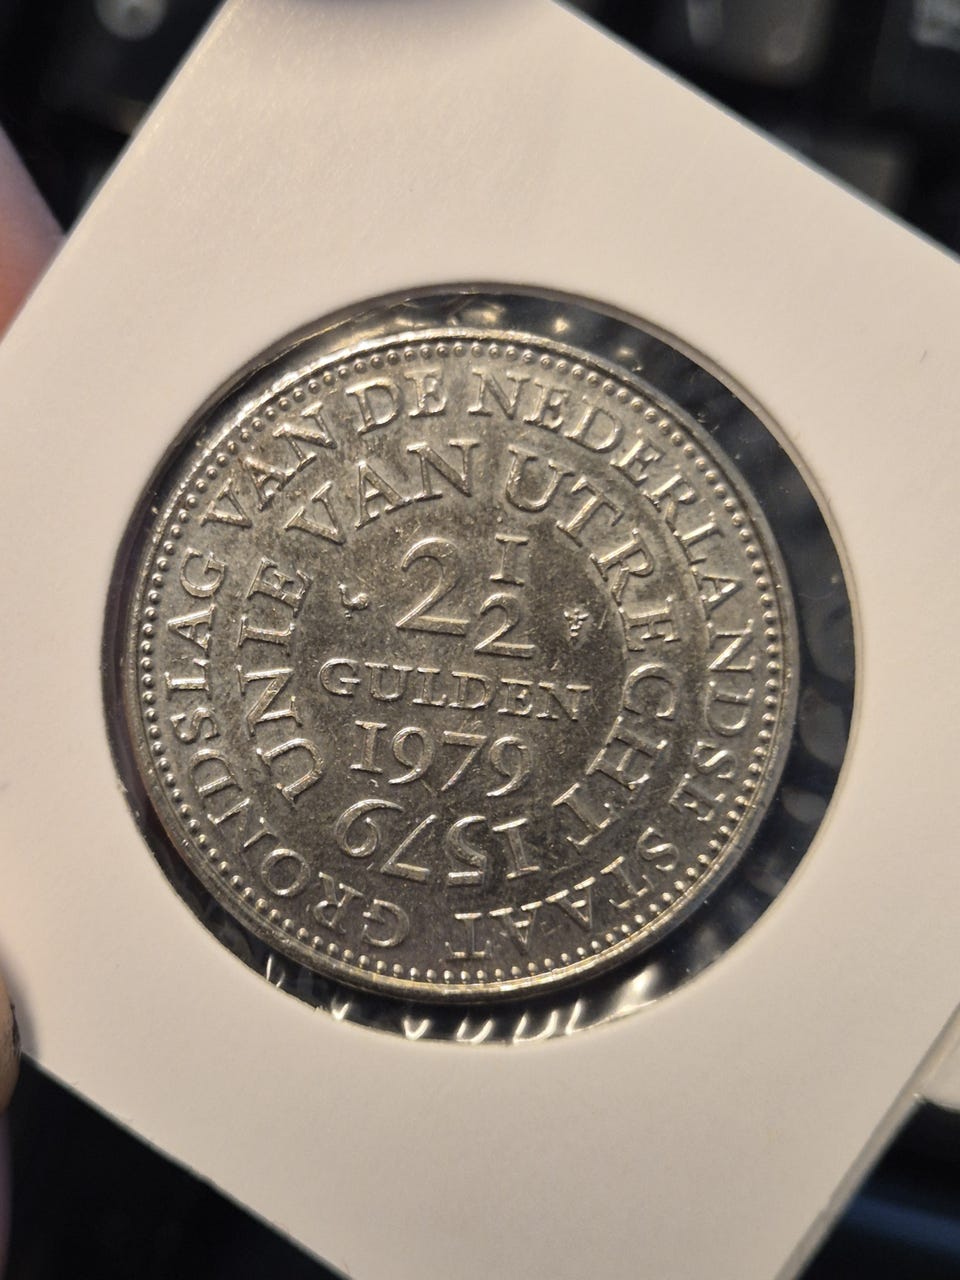 GRONDSLAG VAN DE NEDERLANDSE STAAT
UNIE VAN UTRECHT 1579
2 1/2
GULDEN
1979